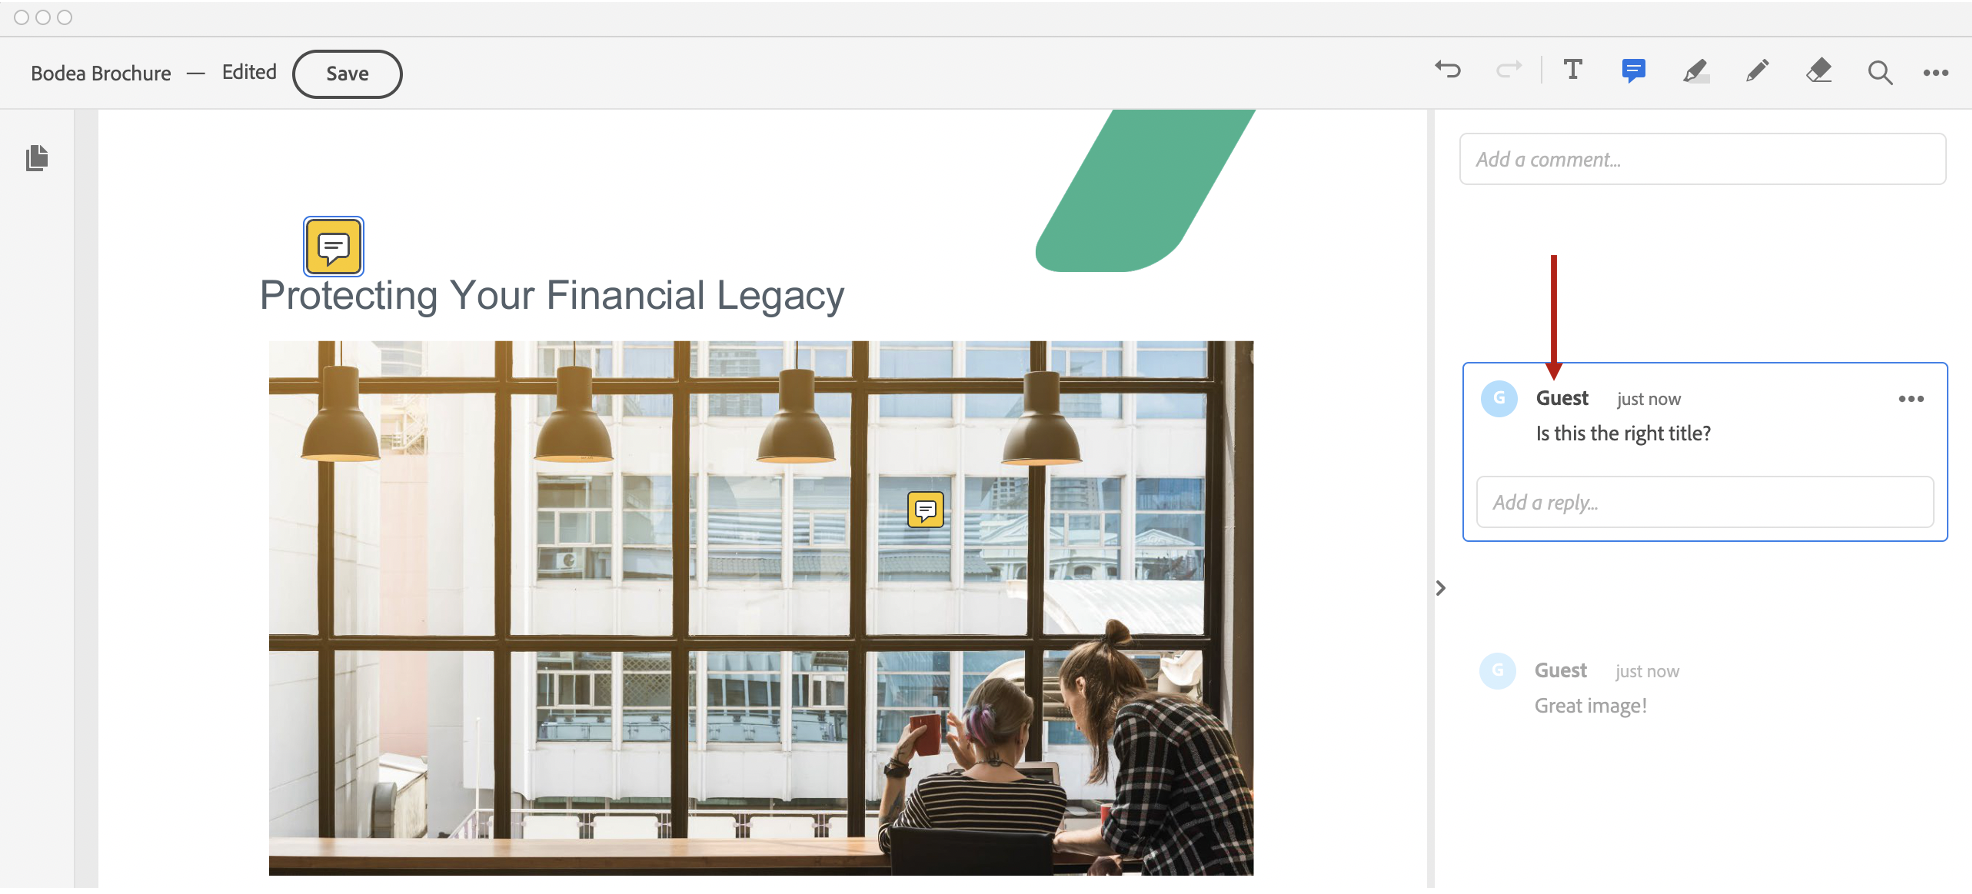 Bodea Brochure — Edited Save
T
Add a comment...
Protecting Your Financial Legacy
G Guest just now
Is this the right title?
Add a reply...
G Guest just now
Great image!